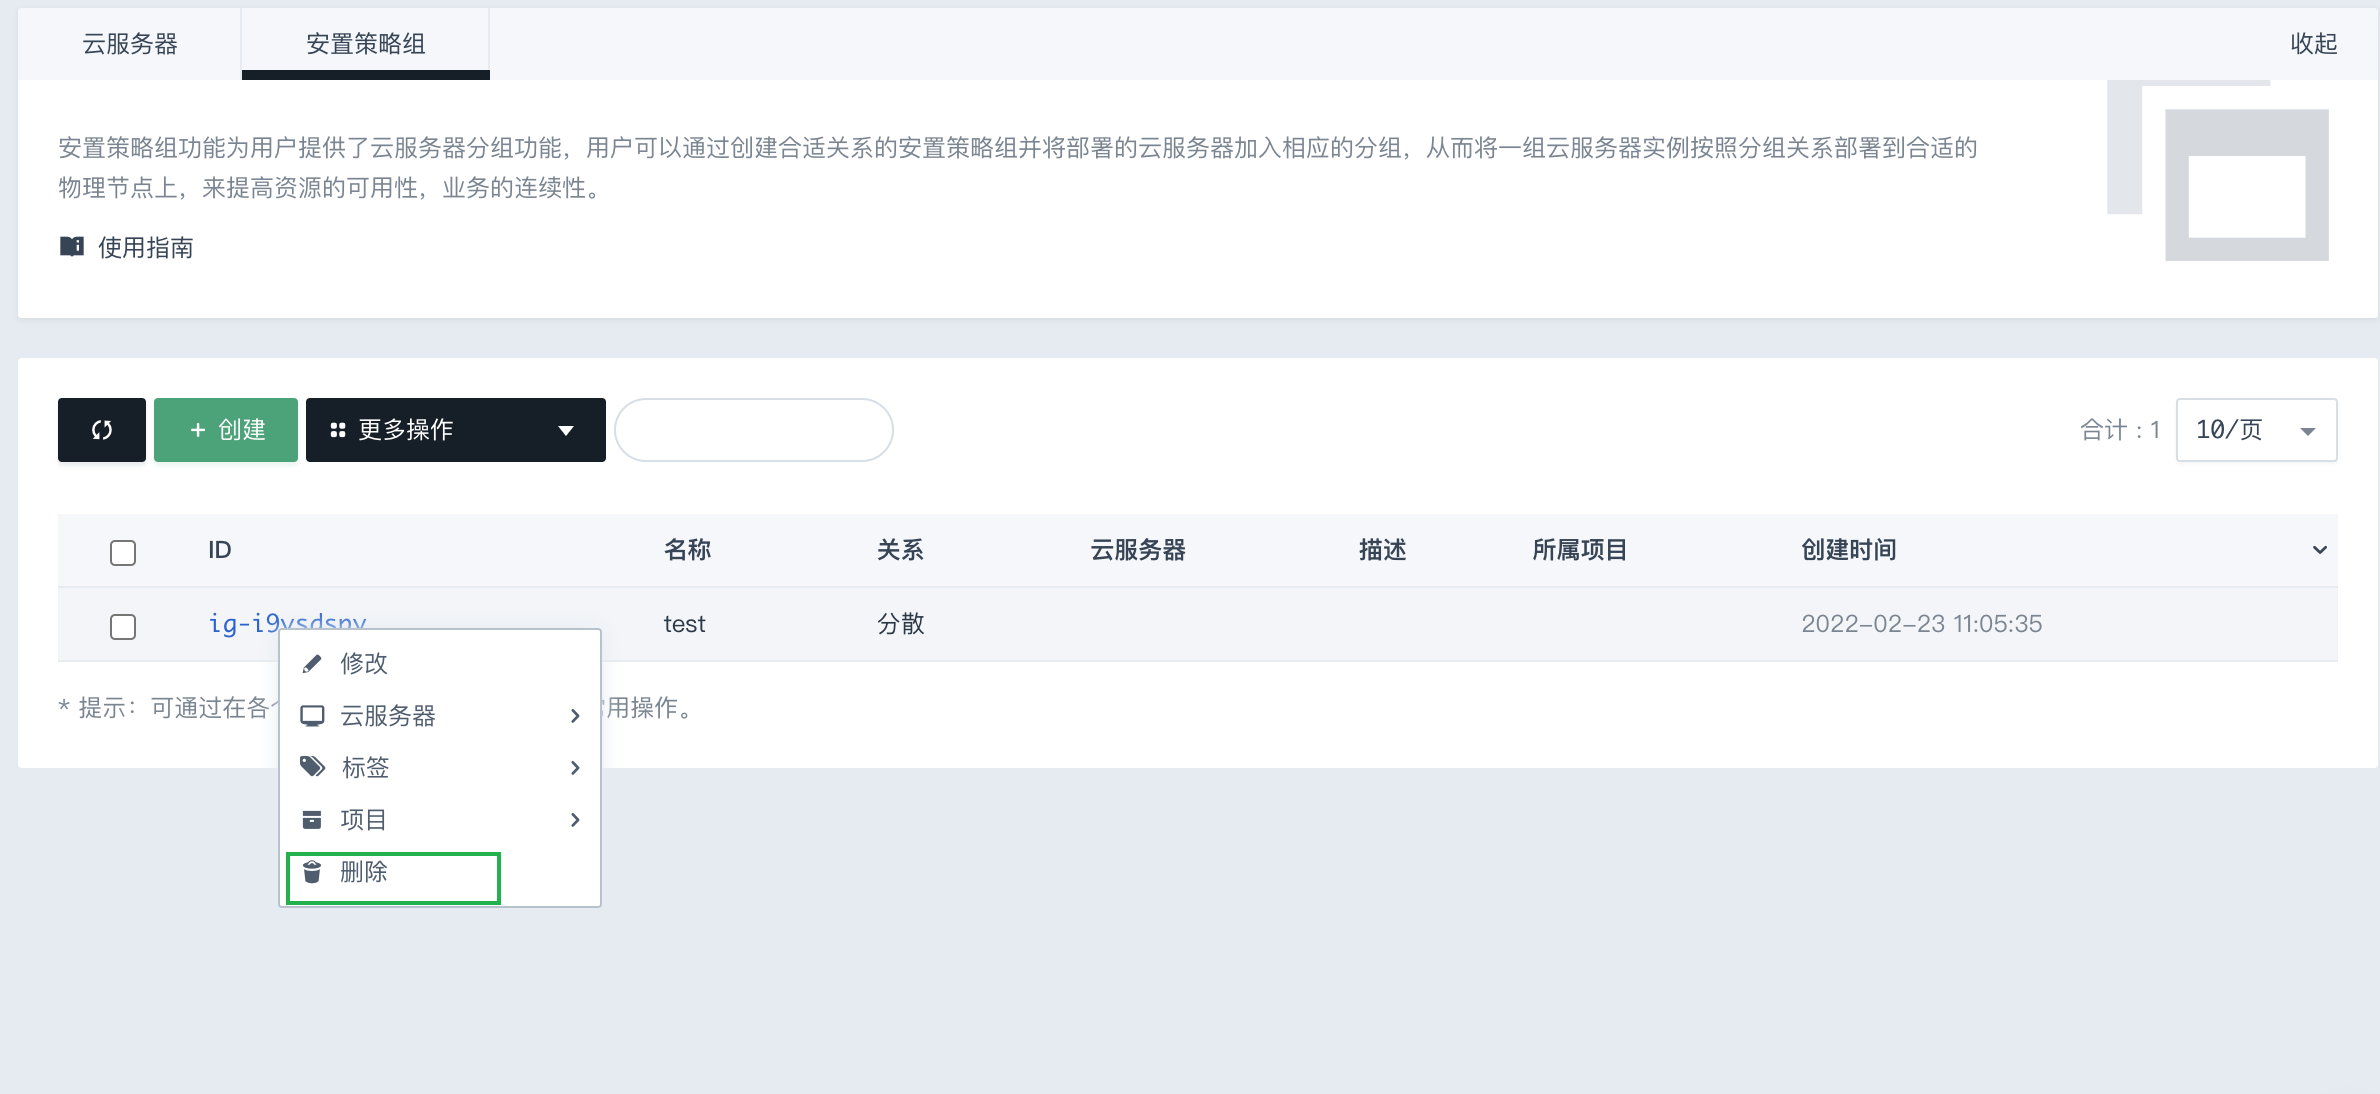 云服务器 安置策略组 收起
安置策略组功能为用户提供了云服务器分组功能，用户可以通过创建合适关系的安置策略组并将部署的云服务器加入相应的分组，从而将一组云服务器实例按照分组关系部署到合适的
物理节点上，来提高资源的可用性，业务的连续性。
使用指南
+ 创建 更多操作 合计 : 1 10/页
ID 名称 关系 云服务器 描述 所属项目 创建时间
test 分散 2022-02-23 11:05:35
修改
* 提示：可通过在各 用操作。
云服务器
标签
项目
删除